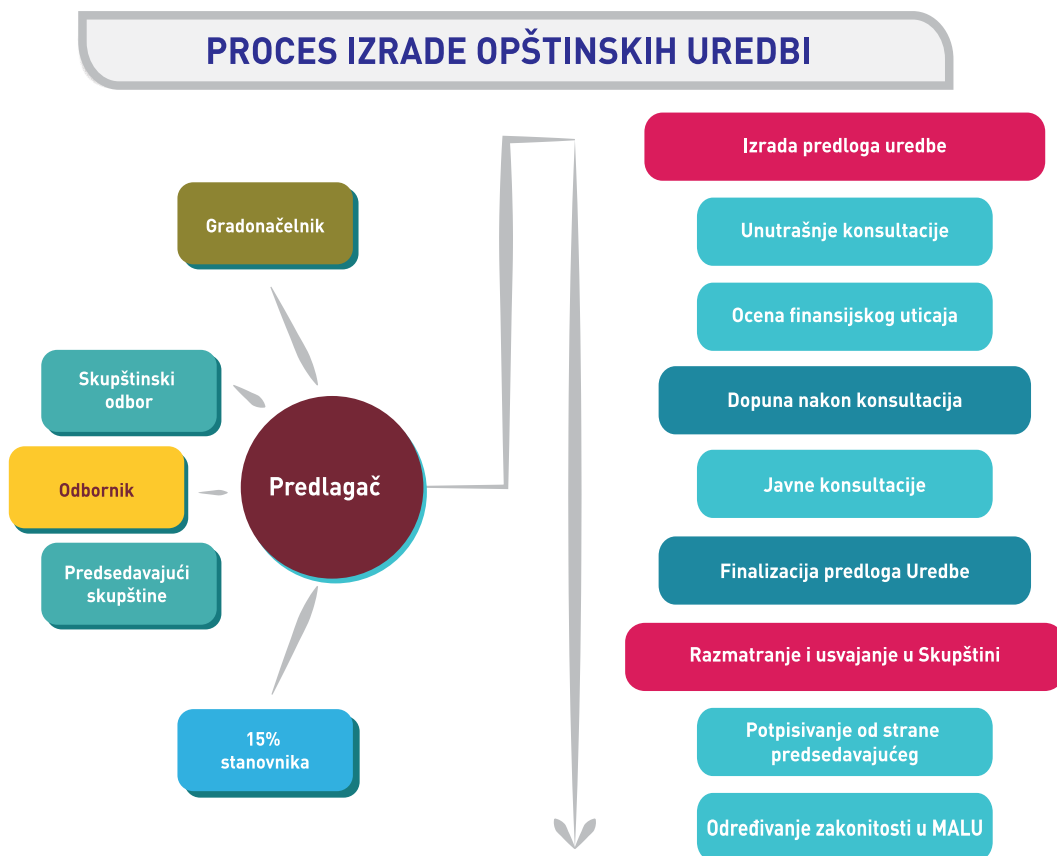 PROCES IZRADE OPŠTINSKIH UREDBI
Gradonačelnik
Skupštinski
odbor
Odbornik
Predsedavajući
skupštine
15%
stanovnika
Predlagač
Izrada predloga uredbe
Unutrašnje konsultacije
Ocena finansijskog uticaja
Dopuna nakon konsultacija
Javne konsultacije
Finalizacija predloga Uredbe
Razmatranje i usvajanje u Skupštini
Potpisivanje od strane
predsedavajućeg
Određivanje zakonitosti u MALU